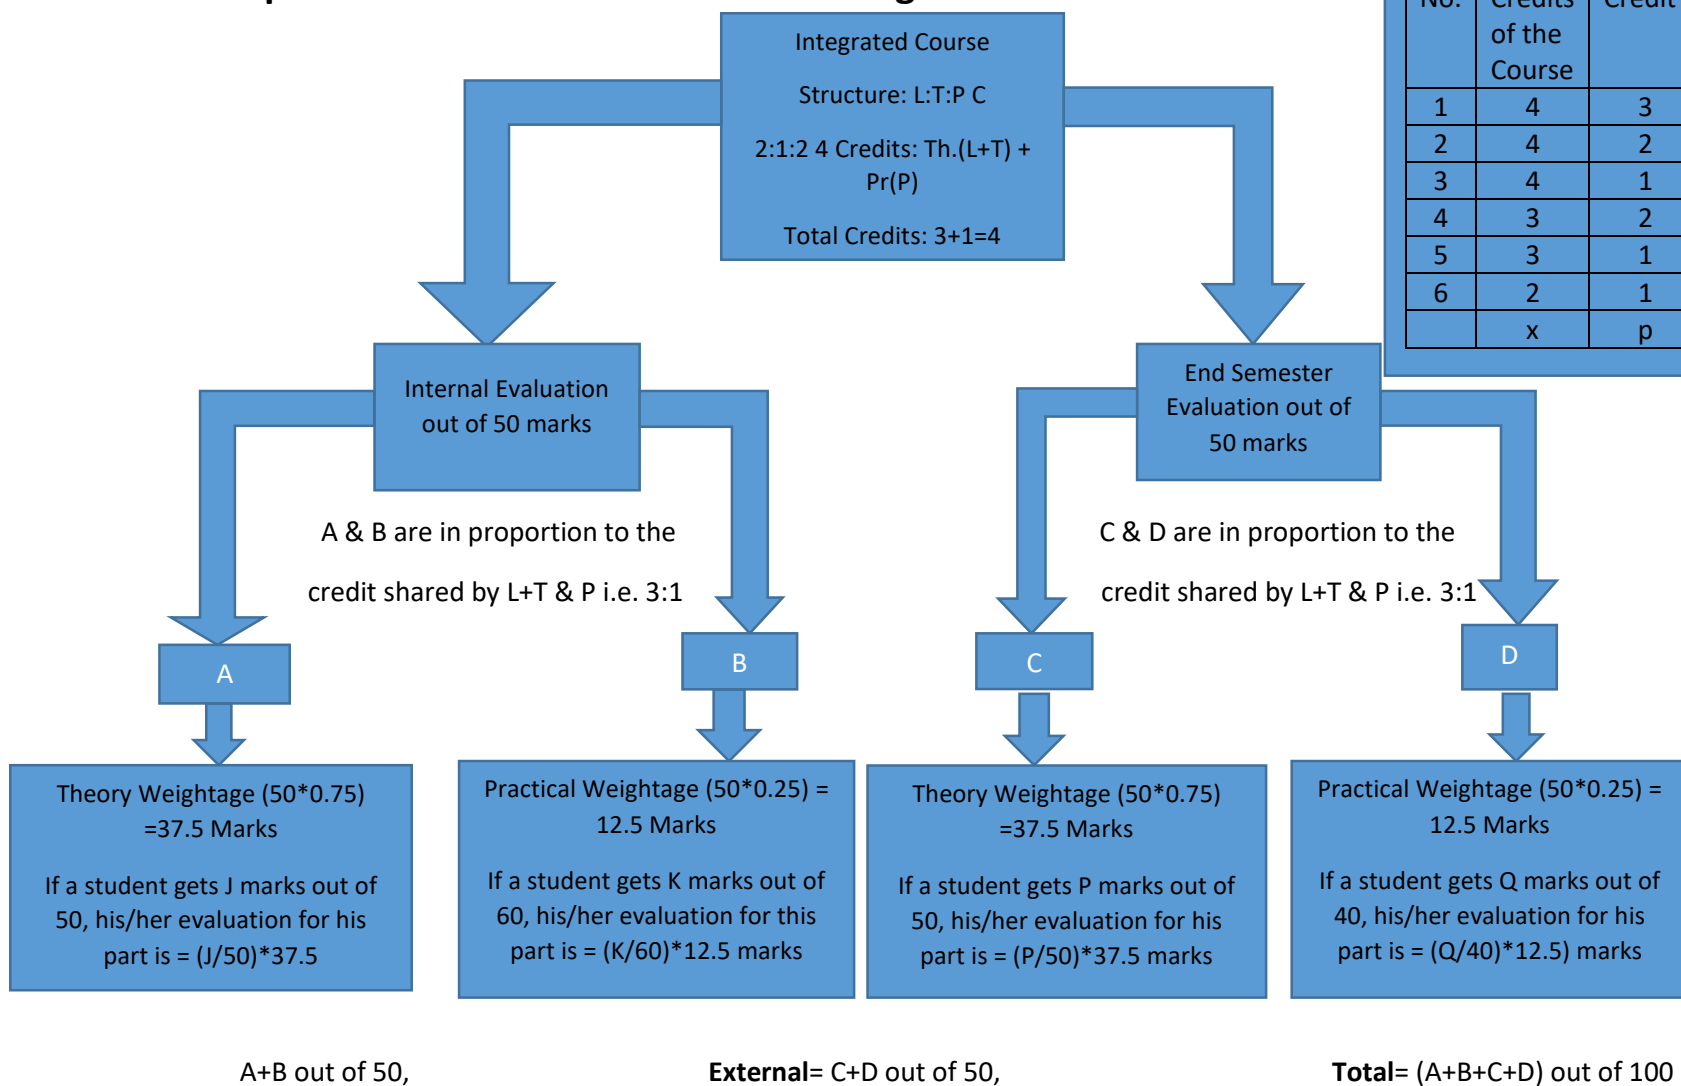 Integrated Course
Structure: L:T:P C
2:1:2 4 Credits: Th.(L+T) +
Pr(P)
Total Credits: 3+1=4
No. Credits Credit
of the
Course
1 4 3
2 4 2
3 4 1
4 3 2
5 3 1
6 2 1
x p
Internal Evaluation
out of 50 marks
End Semester
Evaluation out of
50 marks
A & B are in proportion to the
credit shared by L+T & P i.e. 3:1
C & D are in proportion to the
credit shared by L+T & P i.e. 3:1
A
B
C
D
Theory Weightage (50*0.75)
=37.5 Marks
If a student gets J marks out of
50, his/her evaluation for his
part is = (J/50)*37.5
Practical Weightage (50*0.25) =
12.5 Marks
If a student gets K marks out of
60, his/her evaluation for this
part is = (K/60)*12.5 marks
Theory Weightage (50*0.75)
=37.5 Marks
If a student gets P marks out of
50, his/her evaluation for his
part is = (P/50)*37.5 marks
Practical Weightage (50*0.25) =
12.5 Marks
If a student gets Q marks out of
40, his/her evaluation for his
part is = (Q/40)*12.5) marks
A+B out of 50,
External= C+D out of 50,
Total= (A+B+C+D) out of 100